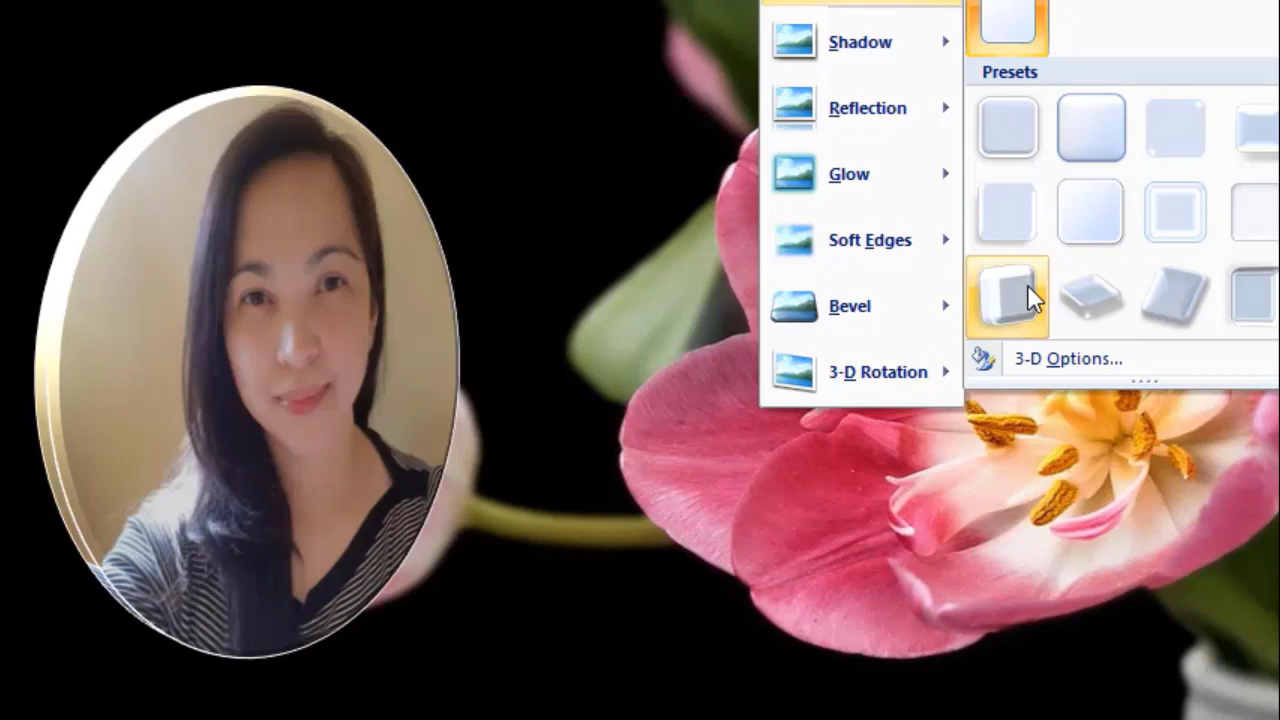 Shadow
Reflection
Glow
Soft Edges
Bevel
3-D Rotation
Presets
3-D Options...